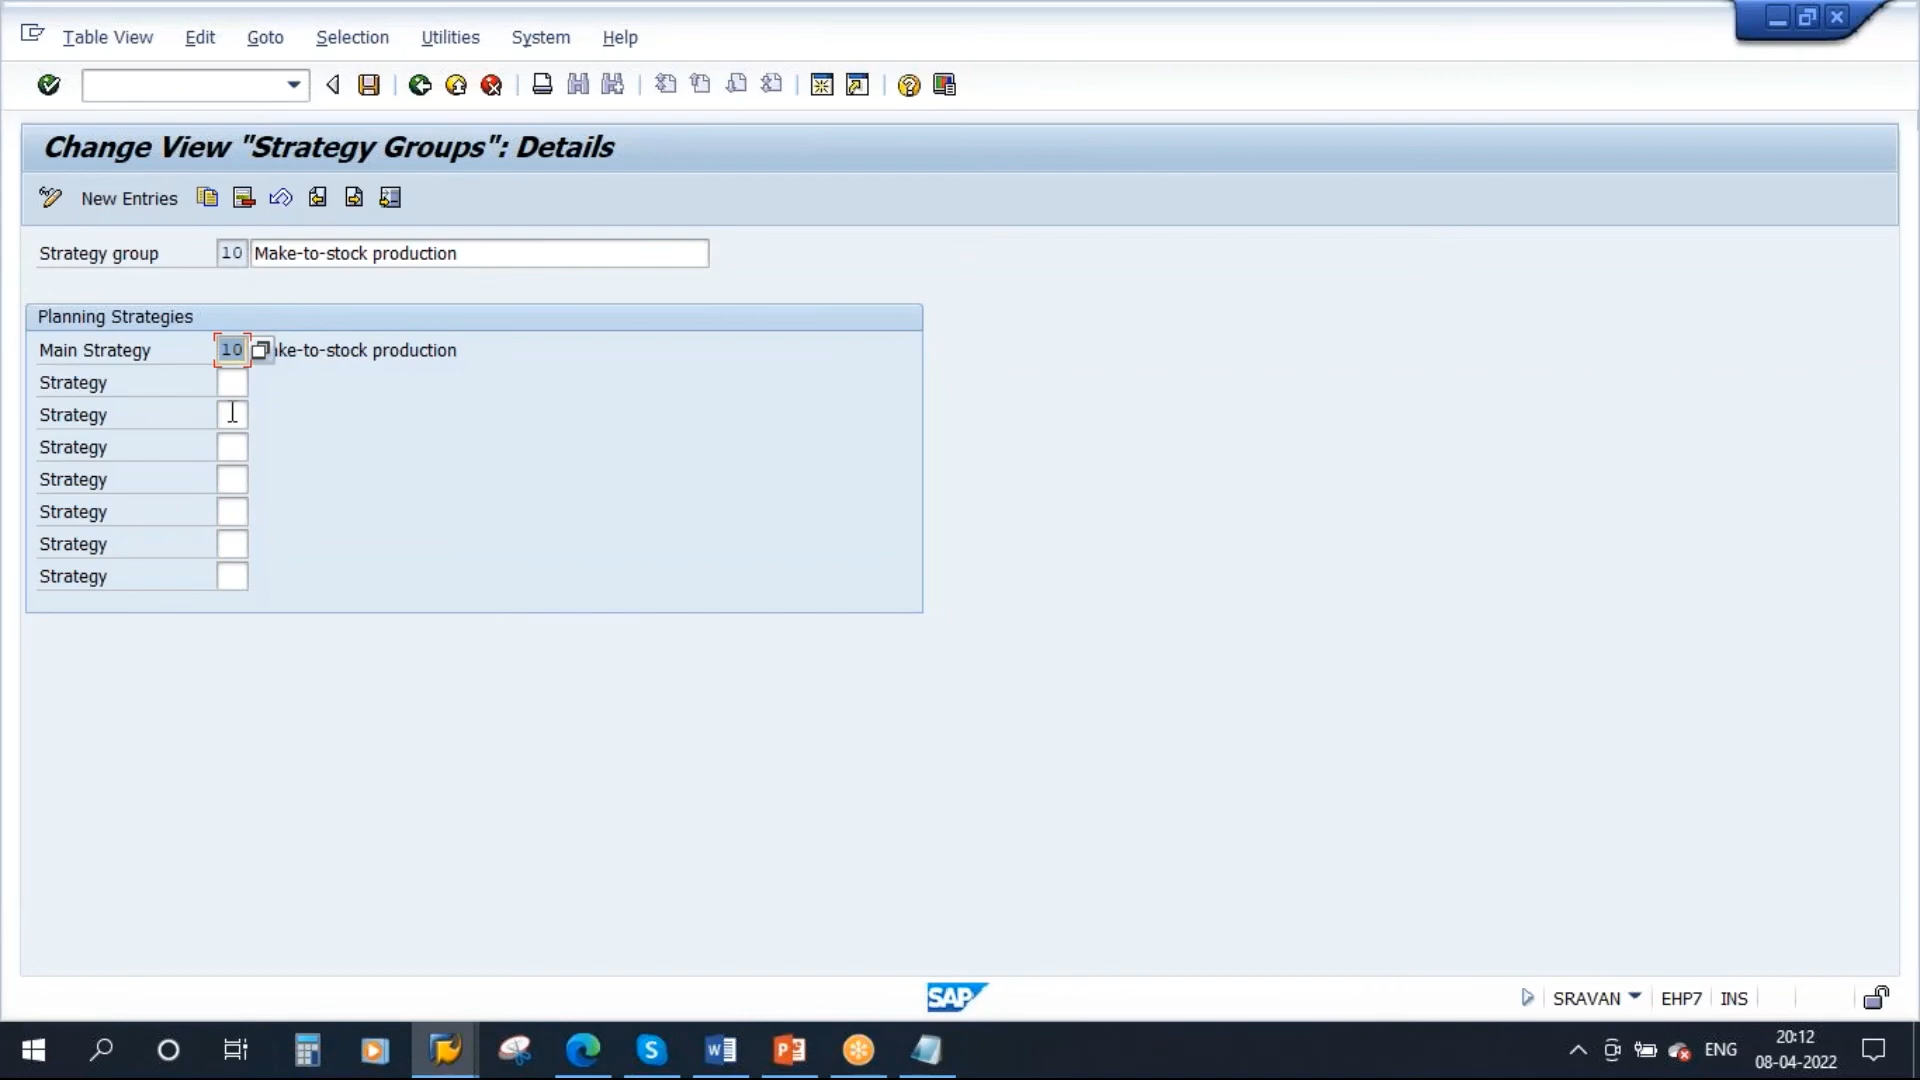 Table View Edit Goto Selection Utilities System Help
Change View "Strategy Groups": Details
New Entries
Strategy group 10 Make-to-stock production
Planning Strategies
Main Strategy 10 ke-to-stock production
Strategy
Strategy
Strategy
Strategy
Strategy
Strategy
Strategy
SAP
SRAVAN EHP7 INS
ENG
20:12
08-04-2022